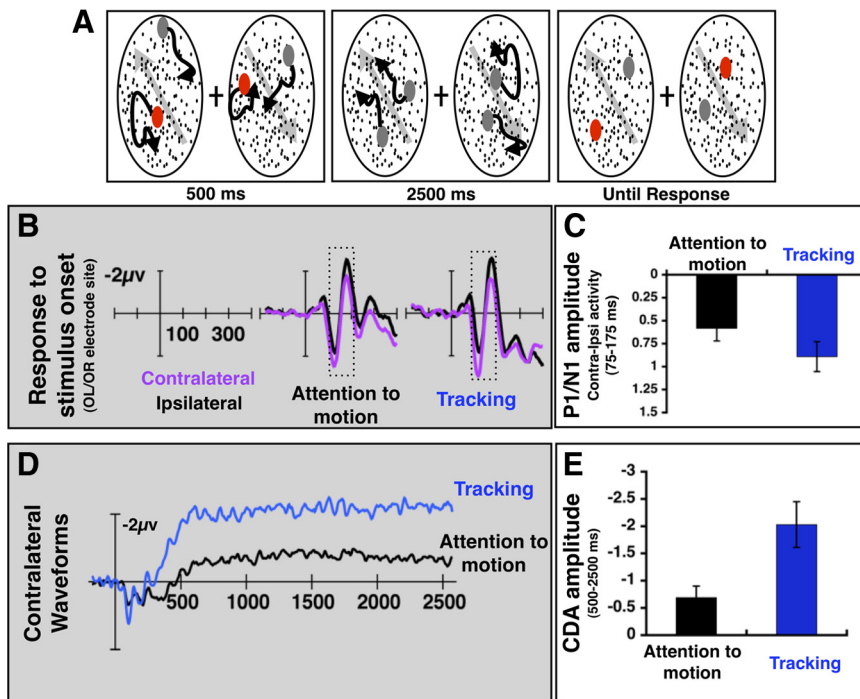 A
500 ms
2500 ms
Until Response
B
Response to
stimulus onset
(OL/OR electrode site)
-2μv
100 300
Contralateral
Ipsilateral
Attention to
motion
Tracking
C
P1/N1 amplitude
Contra-Ipsi activity
(75-175 ms)
Attention to
motion
Tracking
0
0.25
0.5
0.75
1
1.25
1.5
D
Contralateral
Waveforms
-2μv
Tracking
Attention to
motion
500 1000 1500 2000 2500
E
CDA amplitude
(500-2500 ms)
-3
-2.5
-2
-1.5
-1
-0.5
0
Attention to
motion
Tracking